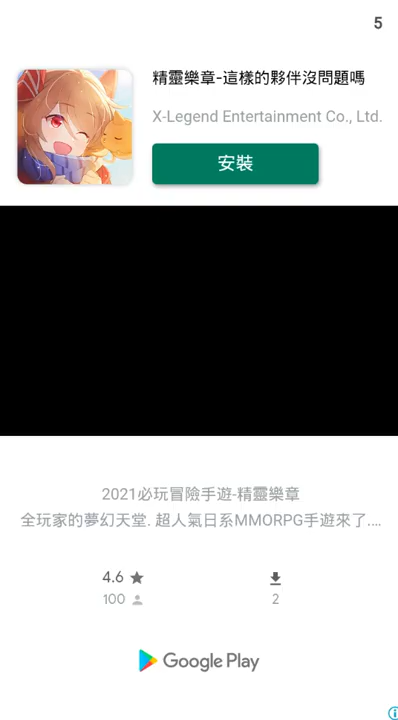 5
精靈樂章-這樣的夥伴沒問題嗎
X-Legend Entertainment Co., Ltd.
安裝
2021必玩冒險手遊-精靈樂章
全玩家的夢幻天堂. 超人氣日系MMORPG手遊來了....
4.6
100
2
Google Play